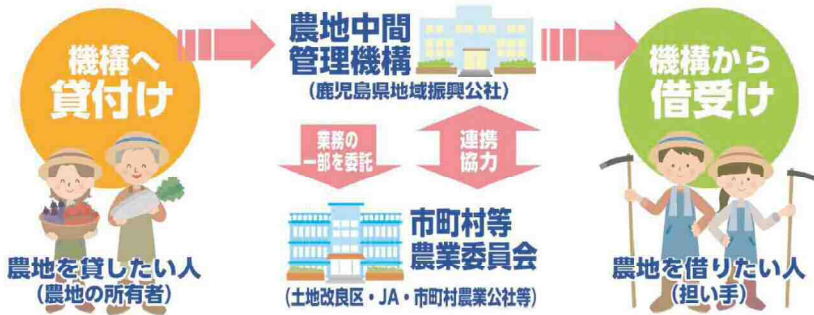 機構へ
貸付け
農地を貸したい人
(農地の所有者)
農地中間
管理機構
(鹿児島県地域振興公社)
業務の
一部を委託
連携
協力
市町村等
農業委員会
(土地改良区・JA・市町村農業公社等)
機構から
借受け
農地を借りたい人
(担い手)